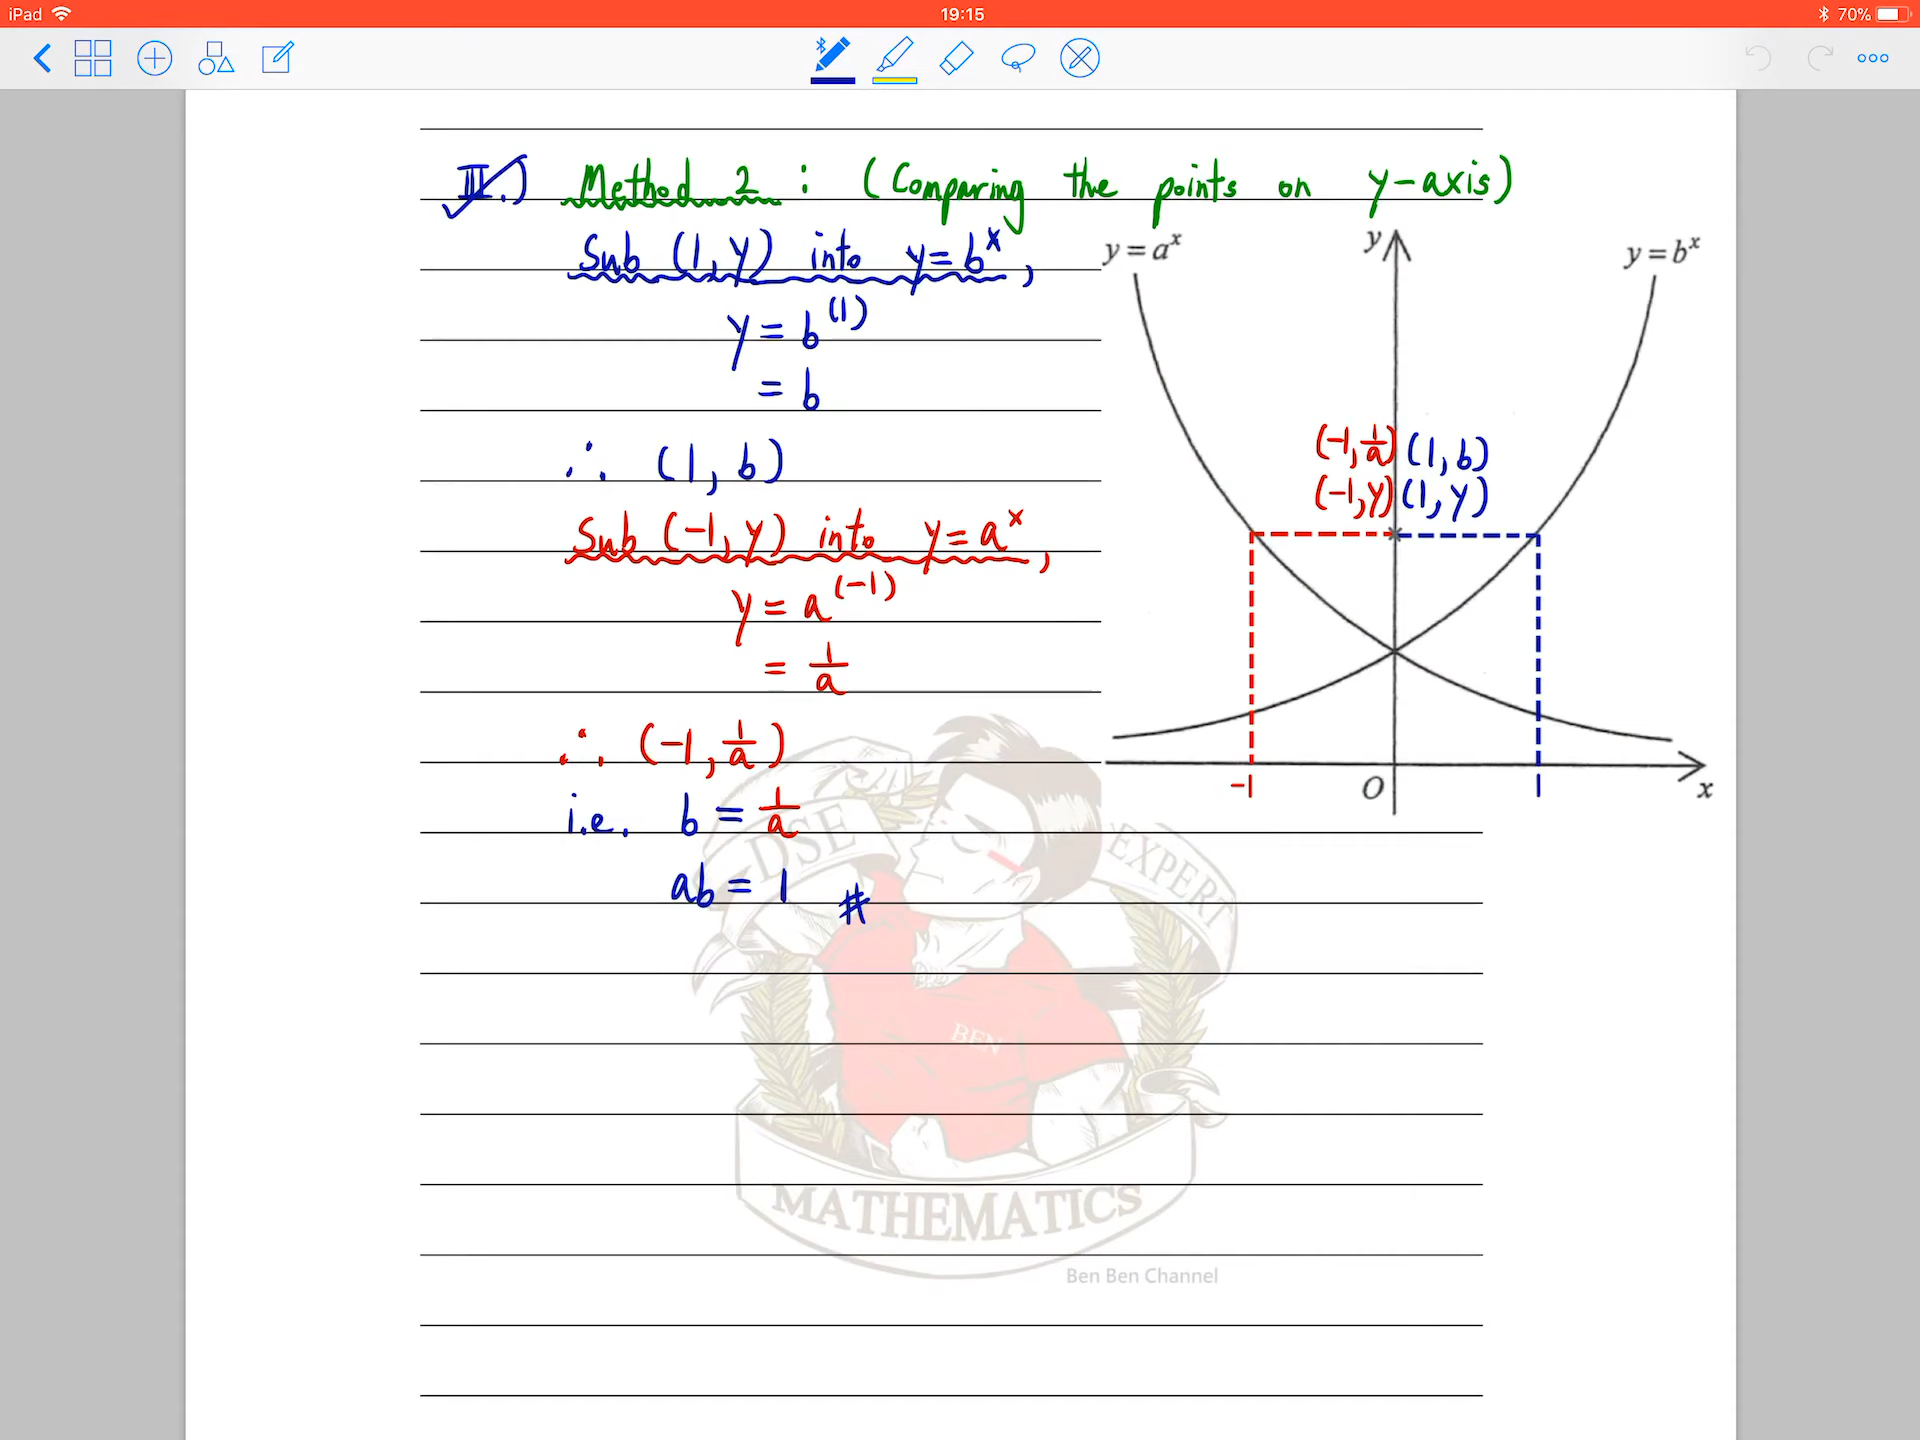 iPad 19:15 70%
III.) Method 2 : (Comparing the points on y-axis)
Sub (1, y) into y = b^x,
y = b^(1)
= b
∴ (1, b)
Sub (-1, y) into y = a^x,
y = a^(-1)
= 1/a
∴ (-1, 1/a)
i.e. b = 1/a
ab = 1 #
y = a^x
y
y = b^x
(-1, 1/a) (1, b)
(-1, y) (1, y)
-1 O 1 x
DSE EXPERT
BEN
MATHEMATICS
Ben Ben Channel